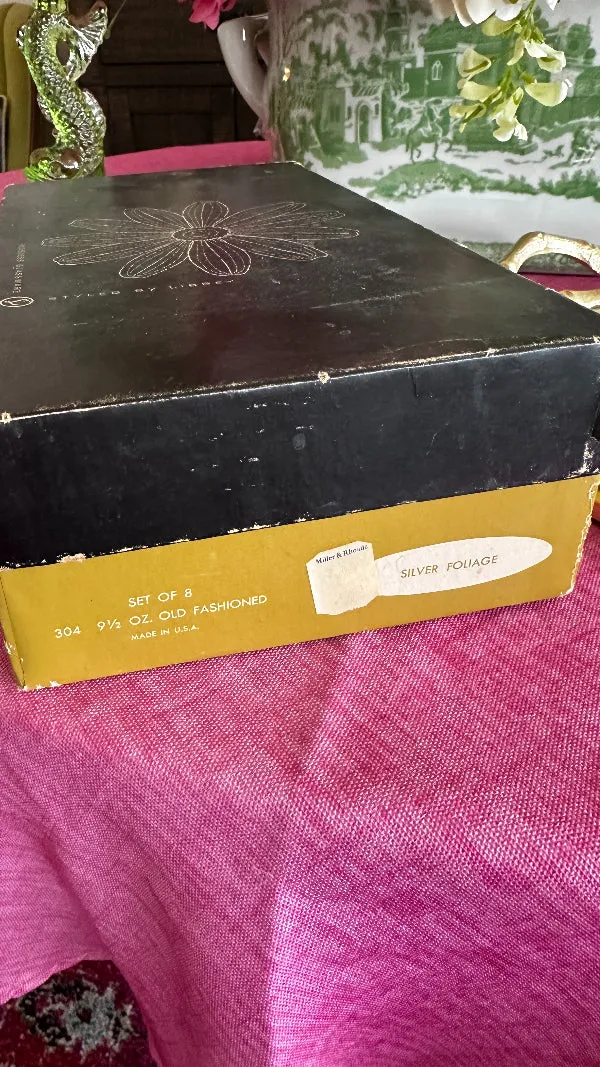 STYLED BY LIBBEY
SET OF 8
304 9½ OZ. OLD FASHIONED
MADE IN U.S.A.
Miller & Rhoads
SILVER FOLIAGE